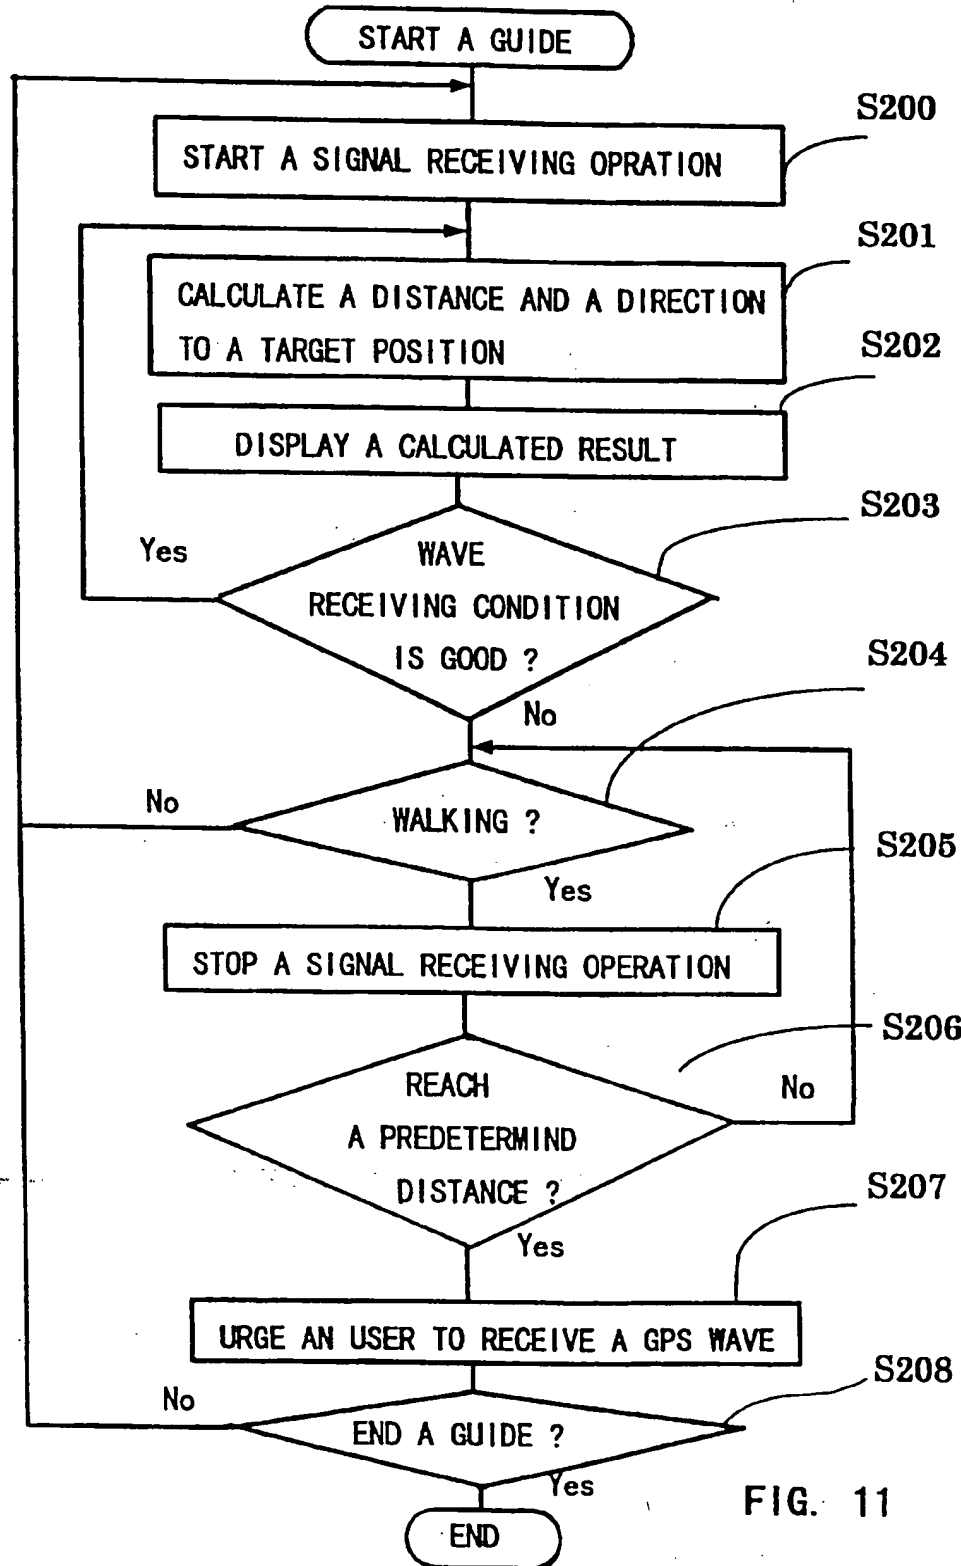 START A GUIDE
S200
START A SIGNAL RECEIVING OPRATION
S201
CALCULATE A DISTANCE AND A DIRECTION
TO A TARGET POSITION
S202
DISPLAY A CALCULATED RESULT
S203
Yes
WAVE
RECEIVING CONDITION
IS GOOD ?
S204
No
No
WALKING ?
S205
Yes
STOP A SIGNAL RECEIVING OPERATION
S206
REACH
No
A PREDETERMIND
DISTANCE ?
S207
Yes
URGE AN USER TO RECEIVE A GPS WAVE
S208
No
END A GUIDE ?
Yes
FIG. 11
END